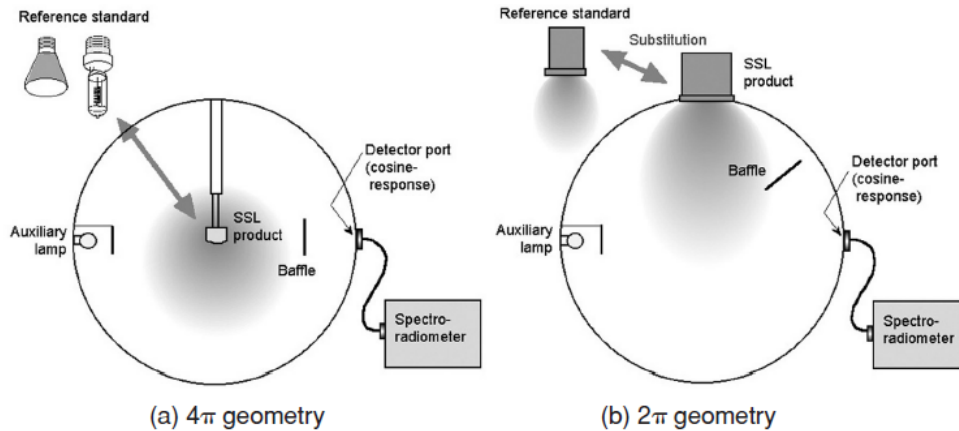 Reference standard
SSL
product
Detector port
(cosine-
response)
Auxiliary
lamp
Baffle
Spectro-
radiometer
(a) 4π geometry
Reference standard
Substitution
SSL
product
Baffle
Detector port
(cosine-
response)
Auxiliary
lamp
Spectro-
radiometer
(b) 2π geometry